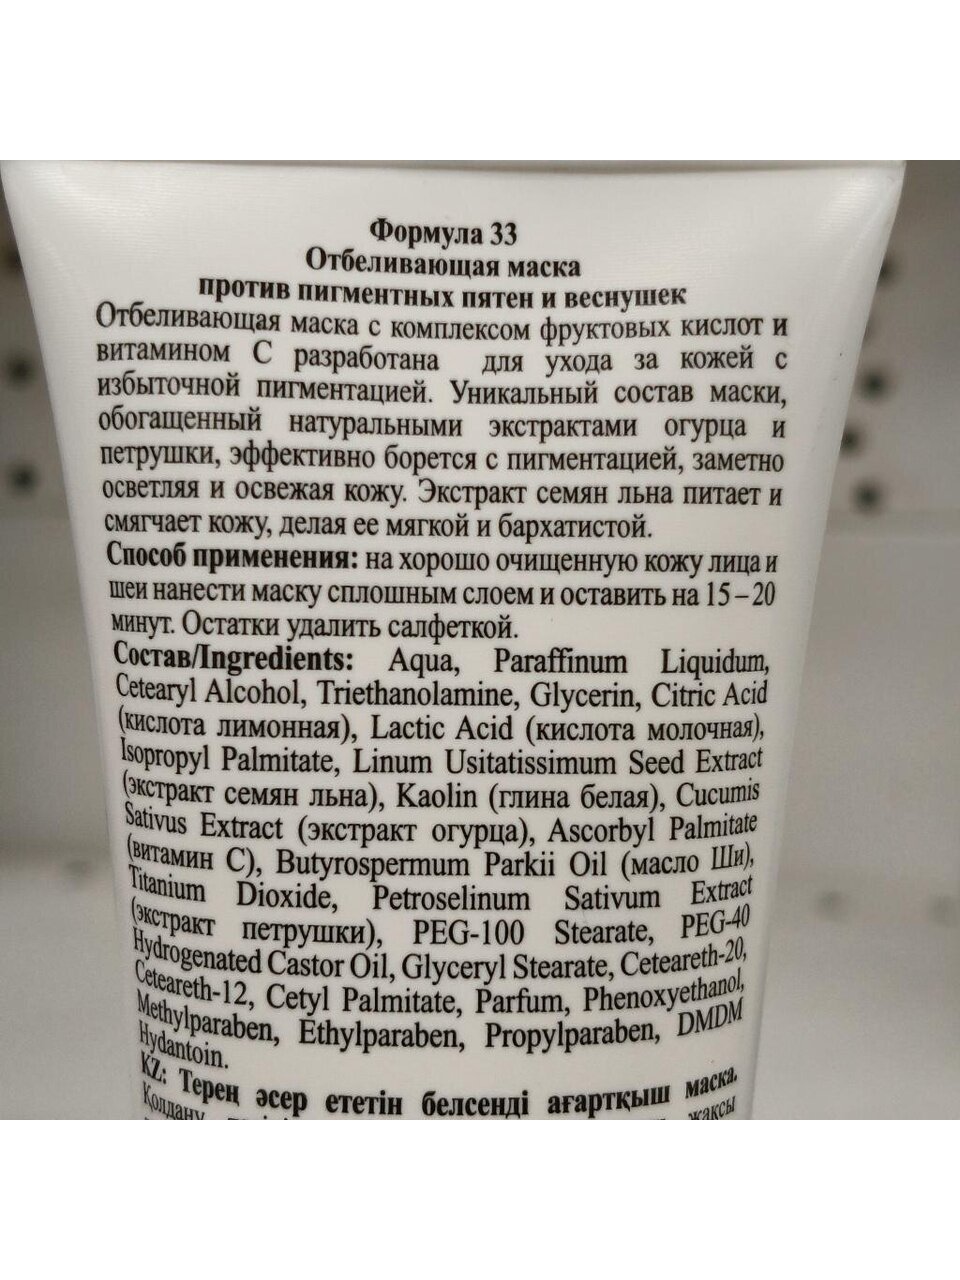 Формула 33
Отбеливающая маска
против пигментных пятен и веснушек
Отбеливающая маска с комплексом фруктовых кислот и
витамином С разработана для ухода за кожей с
избыточной пигментацией. Уникальный состав маски,
обогащенный натуральными экстрактами огурца и
петрушки, эффективно борется с пигментацией, заметно
осветляя и освежая кожу. Экстракт семян льна питает и
смягчает кожу, делая ее мягкой и бархатистой.
Способ применения: на хорошо очищенную кожу лица и
шеи нанести маску сплошным слоем и оставить на 15–20
минут. Остатки удалить салфеткой.
Состав/Ingredients: Aqua, Paraffinum Liquidum,
Cetearyl Alcohol, Triethanolamine, Glycerin, Citric Acid
(кислота лимонная), Lactic Acid (кислота молочная),
Isopropyl Palmitate, Linum Usitatissimum Seed Extract
(экстракт семян льна), Kaolin (глина белая), Cucumis
Sativus Extract (экстракт огурца), Ascorbyl Palmitate
(витамин С), Butyrospermum Parkii Oil (масло Ши),
Titanium Dioxide, Petroselinum Sativum Extract
(экстракт петрушки), PEG-100 Stearate, PEG-40
Hydrogenated Castor Oil, Glyceryl Stearate, Ceteareth-20,
Ceteareth-12, Cetyl Palmitate, Parfum, Phenoxyethanol,
Methylparaben, Ethylparaben, Propylparaben, DMDM
Hydantoin.
KZ: Терең әсер ететін белсенді ағартқыш маска.
Қолдану жақсы